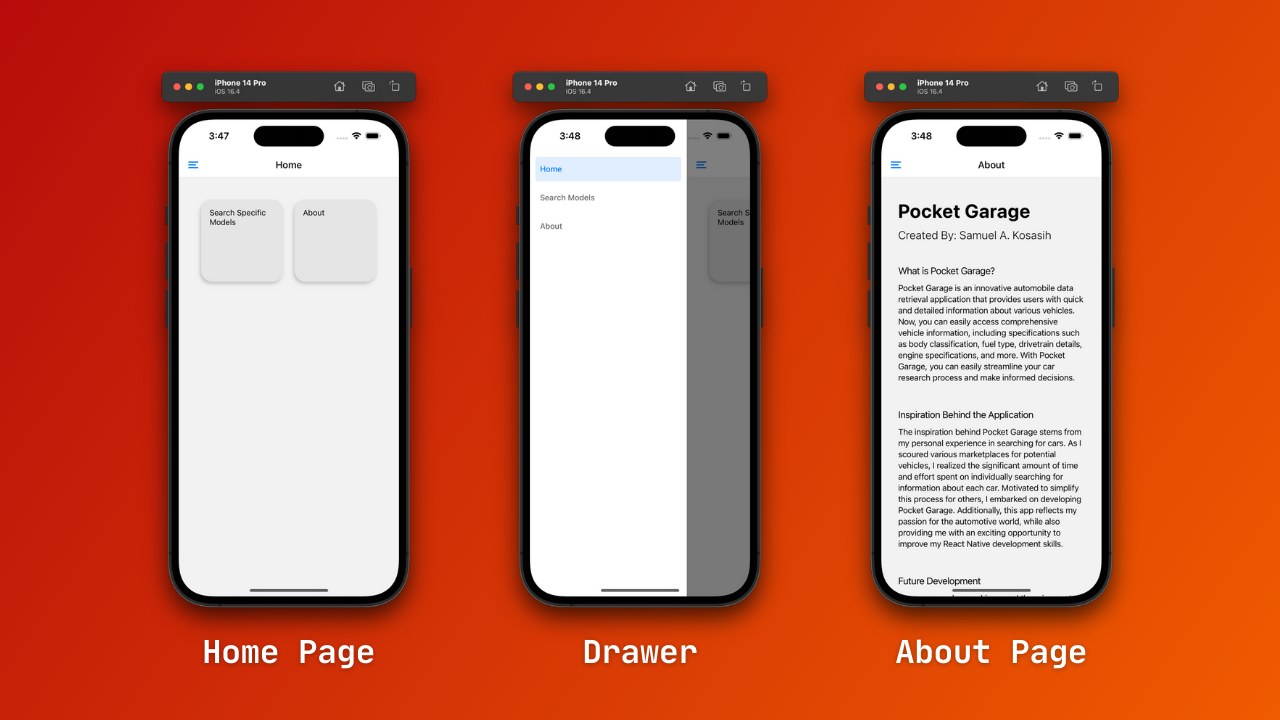 iPhone 14 Pro
iOS 16.4
3:47
Home
Search Specific
Models
About
Home Page
iPhone 14 Pro
iOS 16.4
3:48
Home
Search Models
About
Search S
Models
Drawer
iPhone 14 Pro
iOS 16.4
3:48
About
Pocket Garage
Created By: Samuel A. Kosasih
What is Pocket Garage?
Pocket Garage is an innovative automobile data
retrieval application that provides users with quick
and detailed information about various vehicles.
Now, you can easily access comprehensive
vehicle information, including specifications such
as body classification, fuel type, drivetrain details,
engine specifications, and more. With Pocket
Garage, you can easily streamline your car
research process and make informed decisions.
Inspiration Behind the Application
The inspiration behind Pocket Garage stems from
my personal experience in searching for cars. As I
scoured various marketplaces for potential
vehicles, I realized the significant amount of time
and effort spent on individually searching for
information about each car. Motivated to simplify
this process for others, I embarked on developing
Pocket Garage. Additionally, this app reflects my
passion for the automotive world, while also
providing me with an exciting opportunity to
improve my React Native development skills.
Future Development
About Page